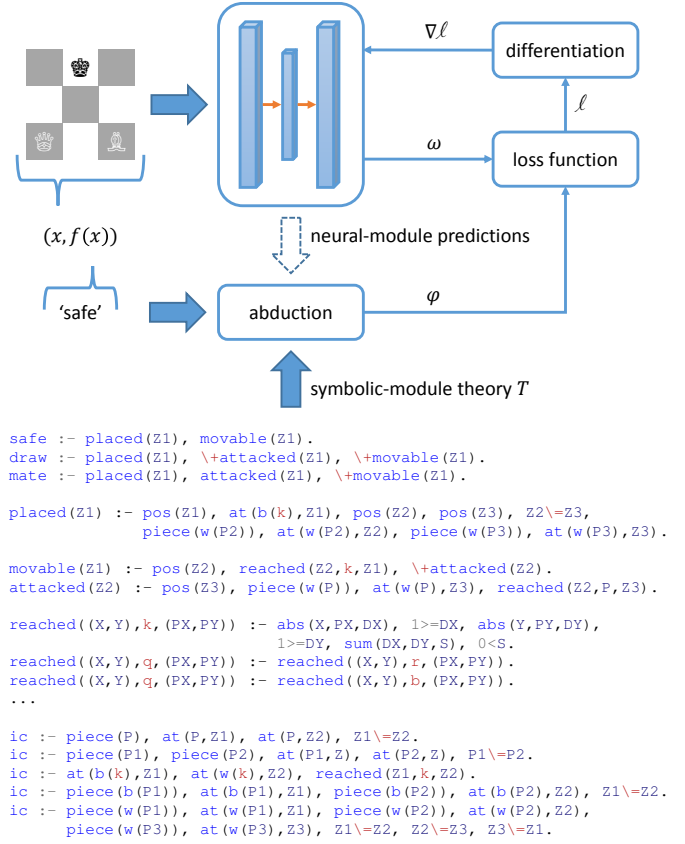 ∇ℓ
differentiation
ℓ
ω
loss function
(x, f(x))
neural-module predictions
'safe'
abduction
φ
symbolic-module theory T
safe :- placed(Z1), movable(Z1).
draw :- placed(Z1), \+attacked(Z1), \+movable(Z1).
mate :- placed(Z1), attacked(Z1), \+movable(Z1).
placed(Z1) :- pos(Z1), at(b(k),Z1), pos(Z2), pos(Z3), Z2\=Z3,
piece(w(P2)), at(w(P2),Z2), piece(w(P3)), at(w(P3),Z3).
movable(Z1) :- pos(Z2), reached(Z2,k,Z1), \+attacked(Z2).
attacked(Z2) :- pos(Z3), piece(w(P)), at(w(P),Z3), reached(Z2,P,Z3).
reached((X,Y),k,(PX,PY)) :- abs(X,PX,DX), 1>=DX, abs(Y,PY,DY),
1>=DY, sum(DX,DY,S), 0<S.
reached((X,Y),q,(PX,PY)) :- reached((X,Y),r,(PX,PY)).
reached((X,Y),q,(PX,PY)) :- reached((X,Y),b,(PX,PY)).
...
ic :- piece(P), at(P,Z1), at(P,Z2), Z1\=Z2.
ic :- piece(P1), piece(P2), at(P1,Z), at(P2,Z), P1\=P2.
ic :- at(b(k),Z1), at(w(k),Z2), reached(Z1,k,Z2).
ic :- piece(b(P1)), at(b(P1),Z1), piece(b(P2)), at(b(P2),Z2), Z1\=Z2.
ic :- piece(w(P1)), at(w(P1),Z1), piece(w(P2)), at(w(P2),Z2),
piece(w(P3)), at(w(P3),Z3), Z1\=Z2, Z2\=Z3, Z3\=Z1.